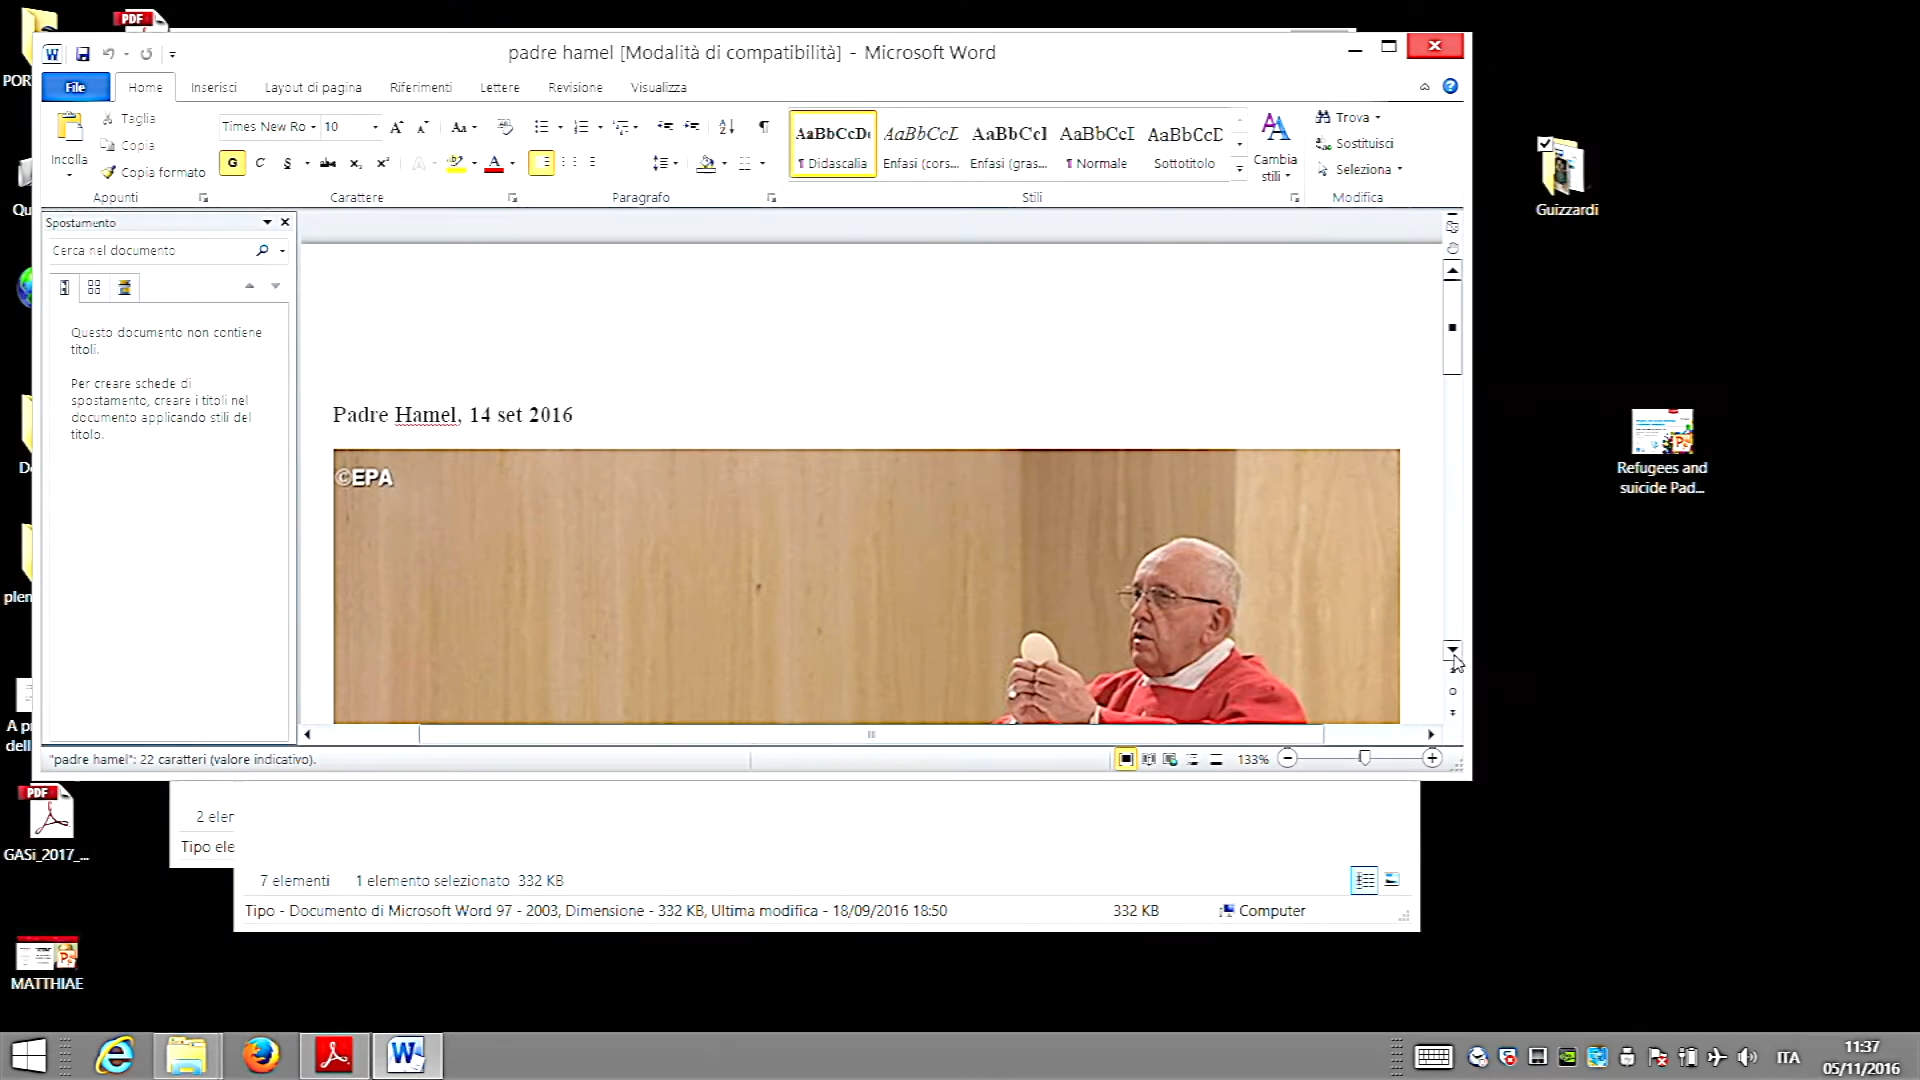 PDF
padre hamel [Modalità di compatibilità] - Microsoft Word
File Home Inserisci Layout di pagina Riferimenti Lettere Revisione Visualizza
Incolla
Taglia
Copia
Copia formato
Appunti
Times New Ro 10
Carattere
Paragrafo
AaBbCcD
Didascalia
AaBbCcL
Enfasi (cors...
AaBbCcI
Enfasi (gras...
AaBbCcI
Normale
AaBbCcD
Sottotitolo
Stili
Cambia
stili
Trova
Sostituisci
Seleziona
Modifica
Spostamento
Cerca nel documento
Questo documento non contiene
titoli.
Per creare schede di
spostamento, creare i titoli nel
documento applicando stili del
titolo.
Padre Hamel, 14 set 2016
©EPA
"padre hamel": 22 caratteri (valore indicativo).
133%
Guizzardi
Refugees and
suicide Pad...
PDF
GASi_2017_...
MATTHIAE
2 elem
Tipo ele
7 elementi 1 elemento selezionato 332 KB
Tipo - Documento di Microsoft Word 97 - 2003, Dimensione - 332 KB, Ultima modifica - 18/09/2016 18:50 332 KB Computer
ITA
11:37
05/11/2016